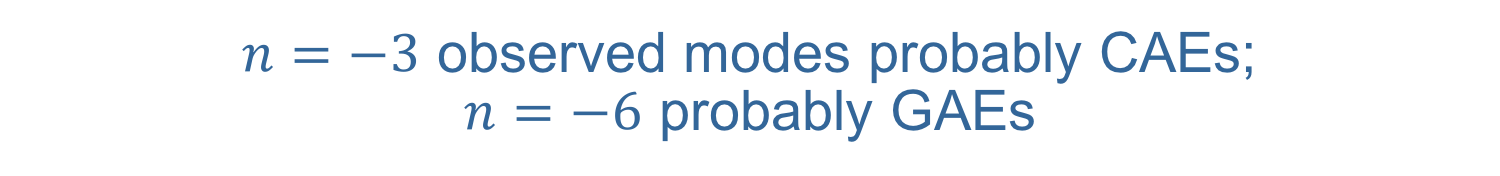 n = −3 observed modes probably CAEs;
n = −6 probably GAEs